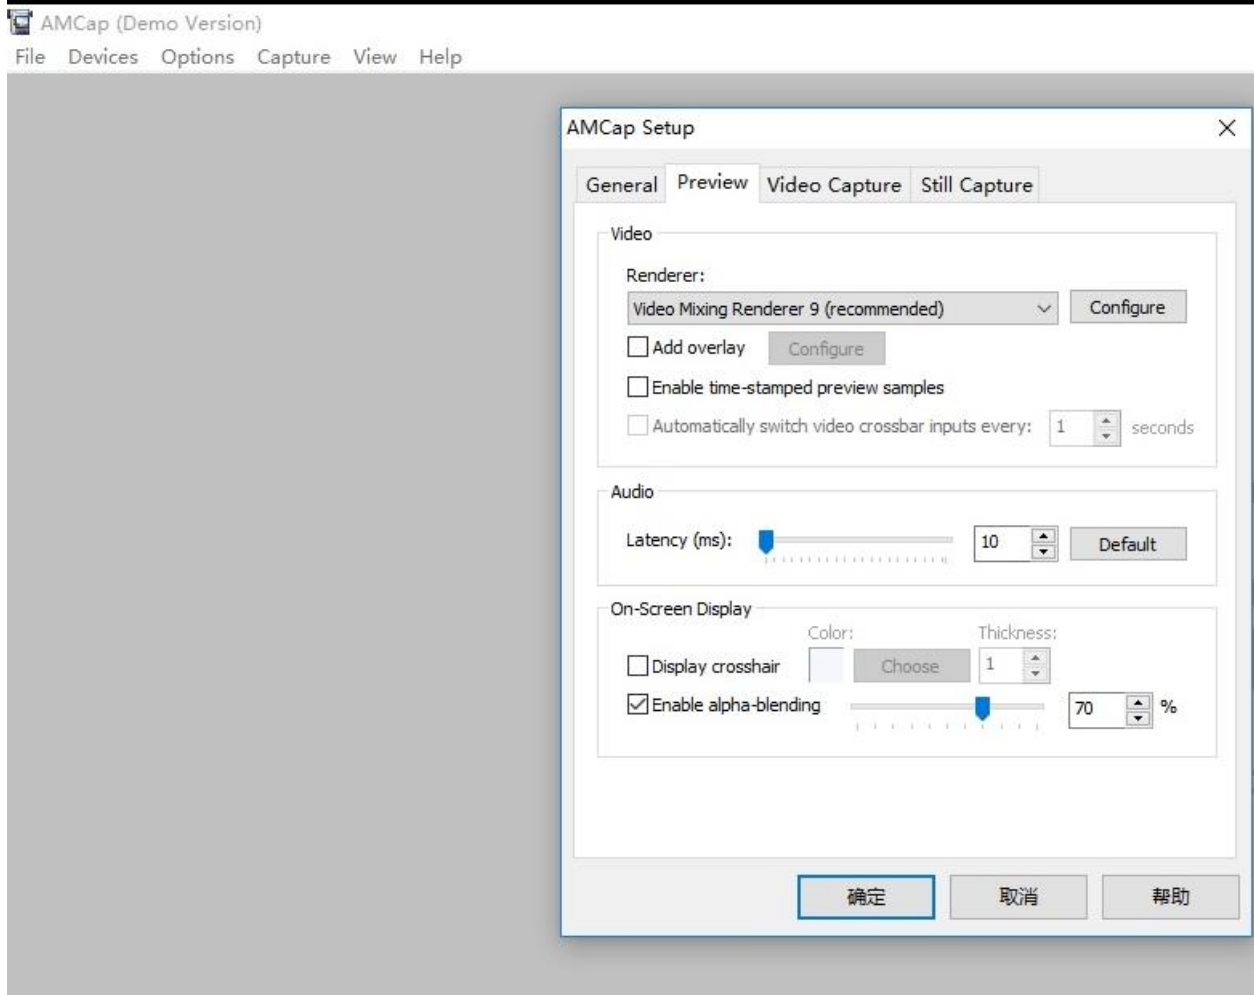 AMCap (Demo Version)
File Devices Options Capture View Help
AMCap Setup
General Preview Video Capture Still Capture
Video
Renderer:
Video Mixing Renderer 9 (recommended) Configure
Add overlay Configure
Enable time-stamped preview samples
Automatically switch video crossbar inputs every: 1 seconds
Audio
Latency (ms): 10 Default
On-Screen Display
Color: Thickness:
Display crosshair Choose 1
Enable alpha-blending 70 %
确定 取消 帮助